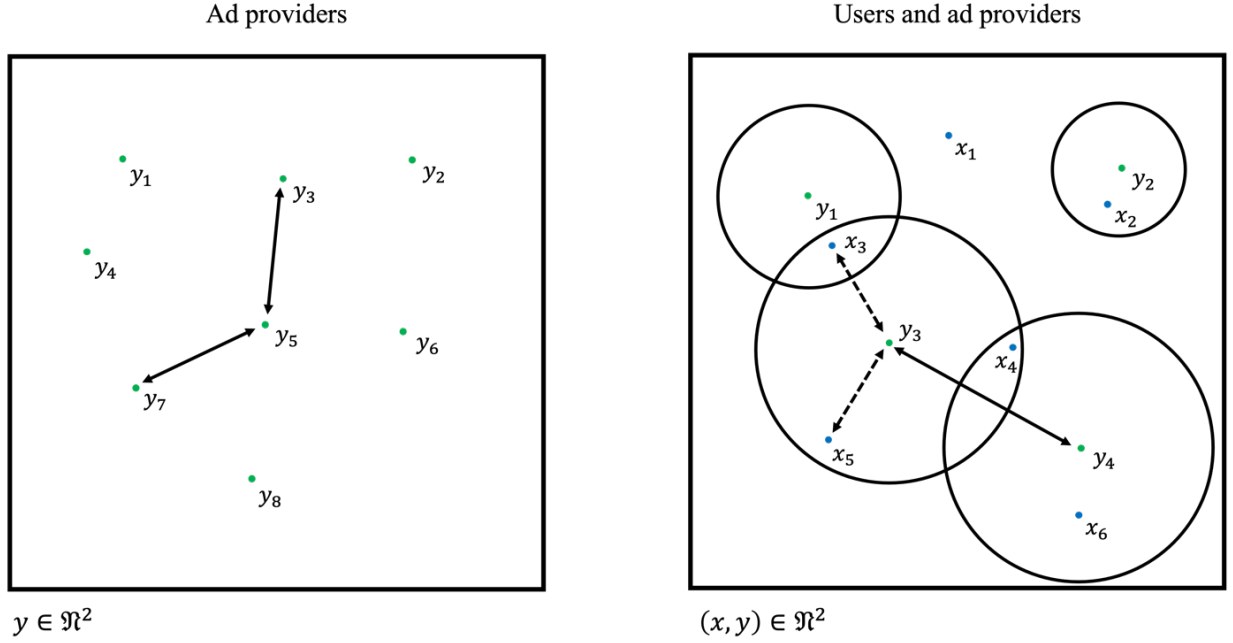 Ad providers
Users and ad providers
y₁
y₂
y₃
y₄
y₅
y₆
y₇
y₈
y ∈ ℜ²
x₁
y₂
x₂
y₁
x₃
y₃
x₄
x₅
y₄
x₆
(x, y) ∈ ℜ²